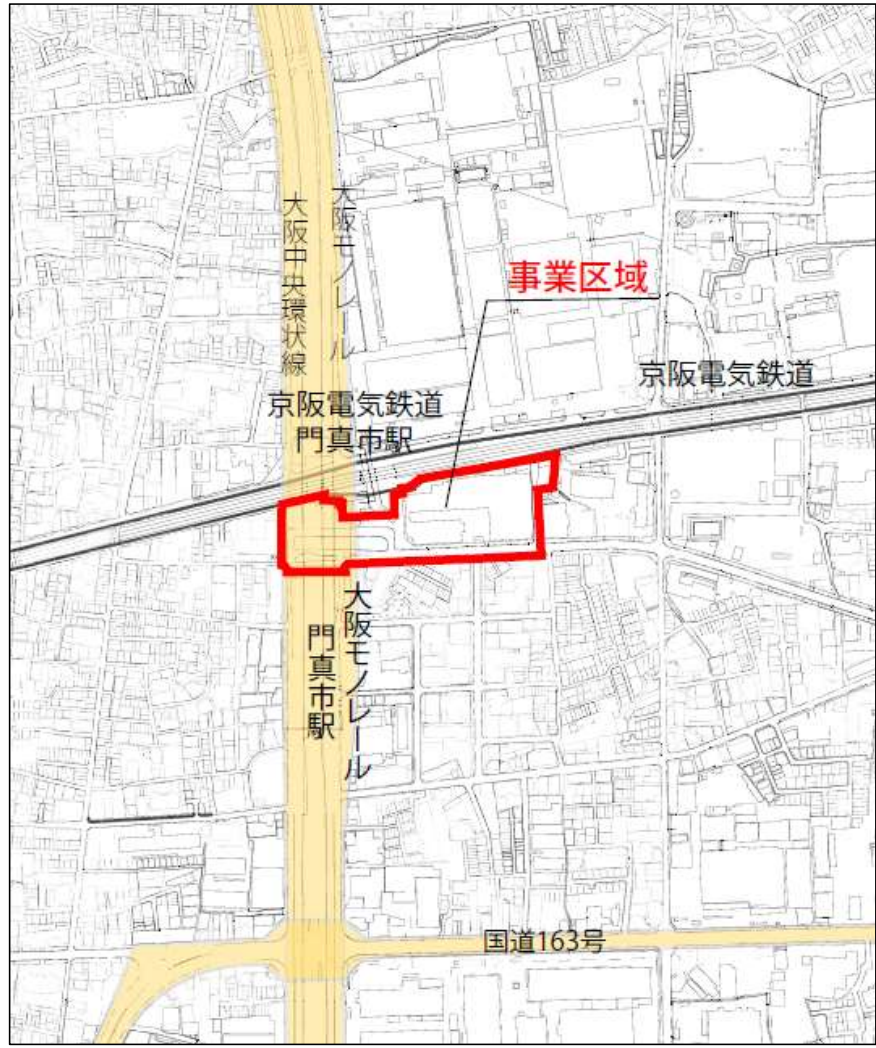 大阪モノレール
大阪中央環状線
事業区域
京阪電気鉄道
京阪電気鉄道
門真市駅
大阪モノレール
門真市駅
国道163号